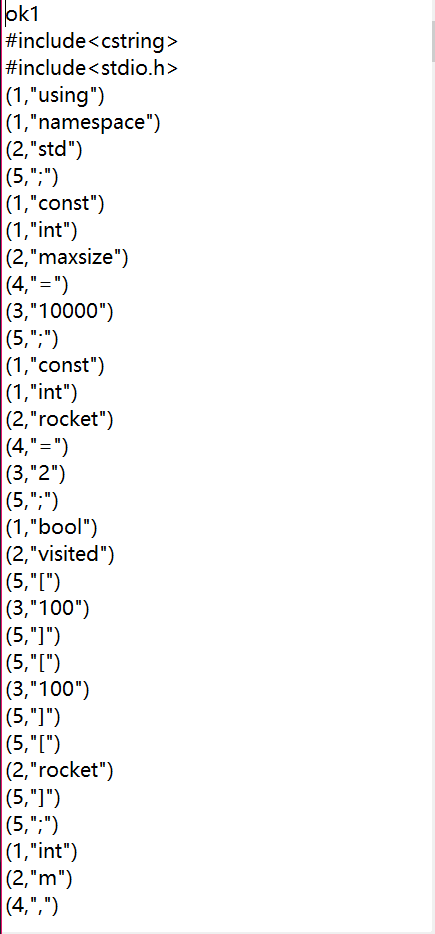 ok1
#include<cstring>
#include<stdio.h>
(1,"using")
(1,"namespace")
(2,"std")
(5,";")
(1,"const")
(1,"int")
(2,"maxsize")
(4,"=")
(3,"10000")
(5,";")
(1,"const")
(1,"int")
(2,"rocket")
(4,"=")
(3,"2")
(5,";")
(1,"bool")
(2,"visited")
(5,"[")
(3,"100")
(5,"]")
(5,"[")
(3,"100")
(5,"]")
(5,"[")
(2,"rocket")
(5,"]")
(5,";")
(1,"int")
(2,"m")
(4,",")